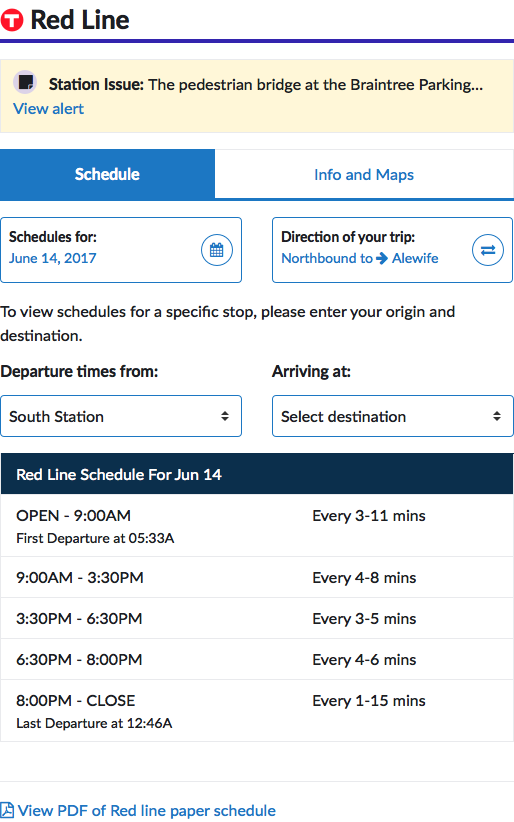 T Red Line
Station Issue: The pedestrian bridge at the Braintree Parking...
View alert
Schedule Info and Maps
Schedules for:
June 14, 2017
Direction of your trip:
Northbound to → Alewife
To view schedules for a specific stop, please enter your origin and
destination.
Departure times from: Arriving at:
South Station Select destination
Red Line Schedule For Jun 14
OPEN - 9:00AM Every 3-11 mins
First Departure at 05:33A
9:00AM - 3:30PM Every 4-8 mins
3:30PM - 6:30PM Every 3-5 mins
6:30PM - 8:00PM Every 4-6 mins
8:00PM - CLOSE Every 1-15 mins
Last Departure at 12:46A
View PDF of Red line paper schedule